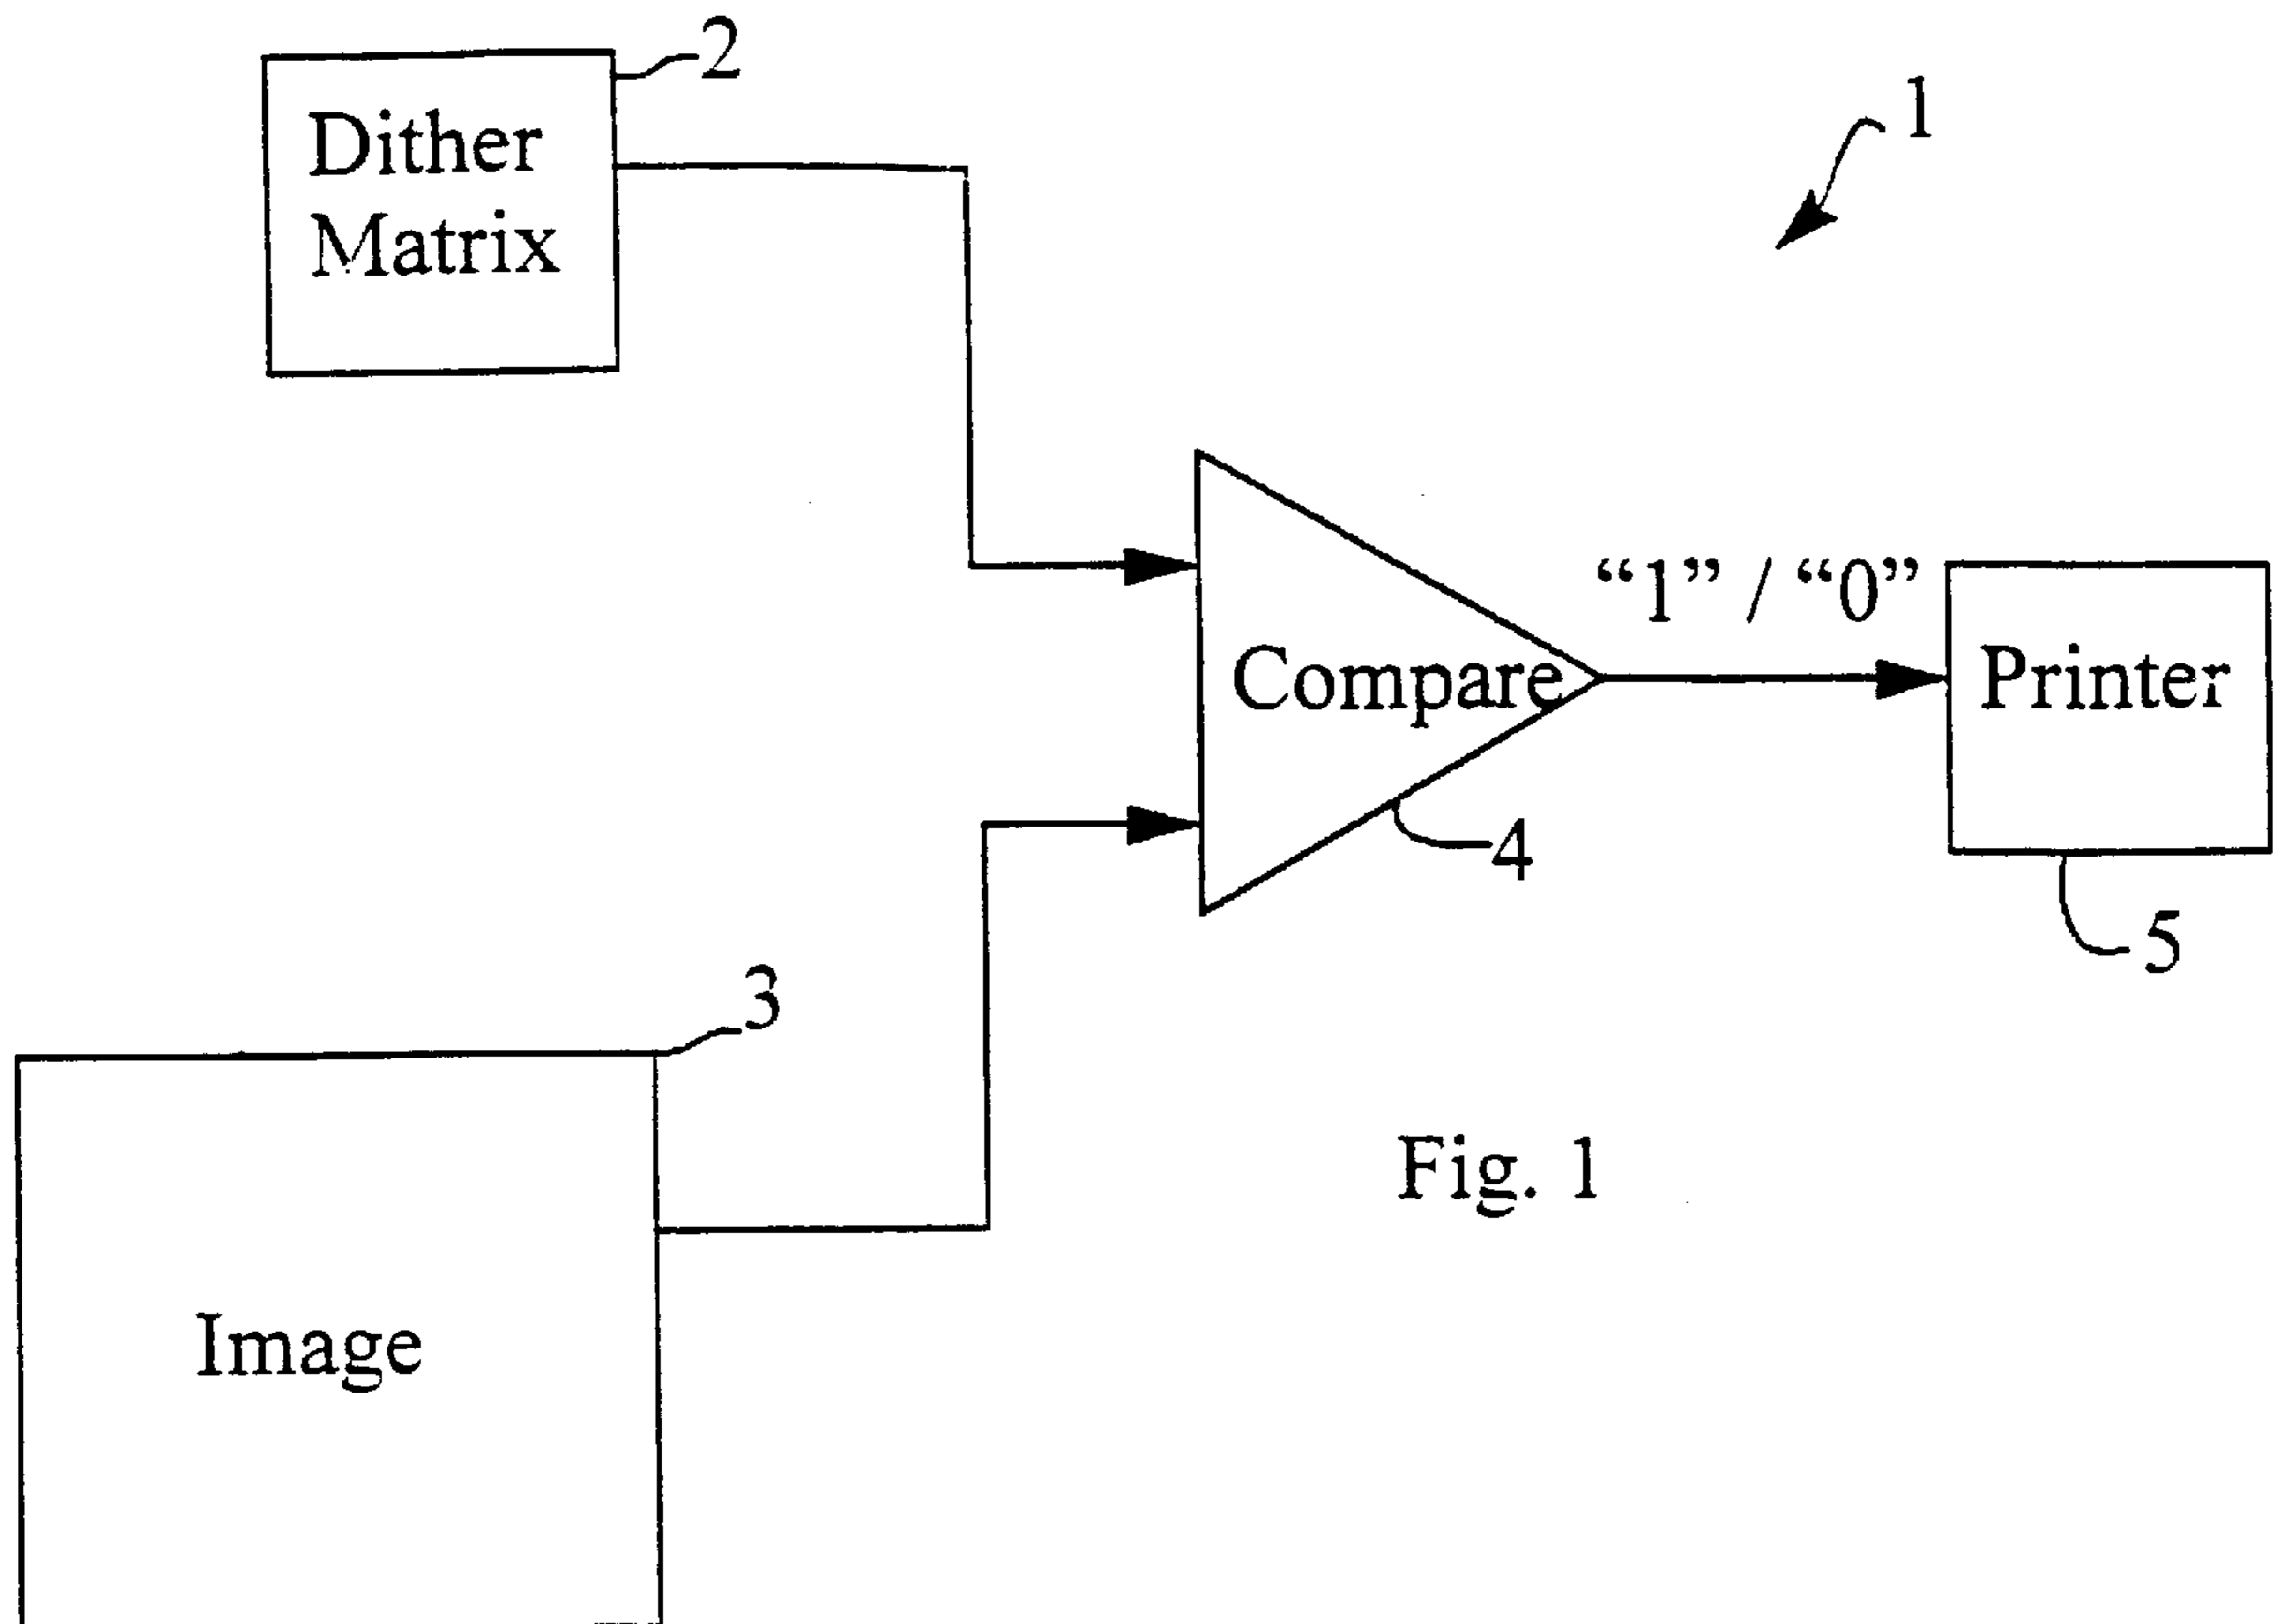 2
Dither
Matrix
1
“1” / “0”
Compare
Printer
4
5
3
Fig. 1
Image